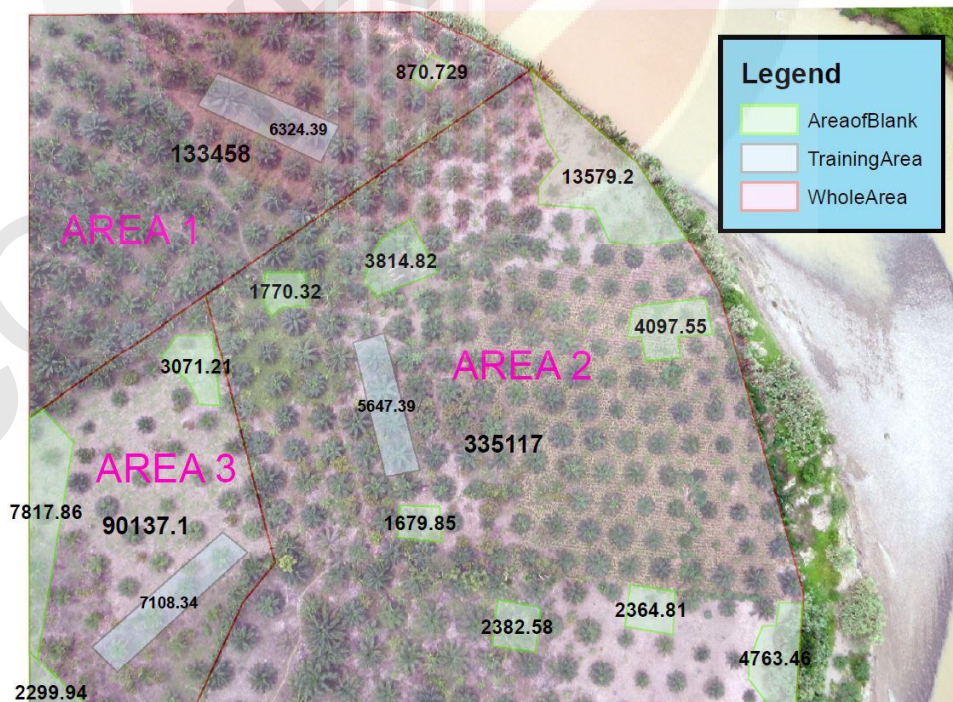 870.729
6324.39
133458
13579.2
AREA 1
3814.82
1770.32
4097.55
3071.21
AREA 2
5647.39
335117
AREA 3
7817.86
90137.1
1679.85
7108.34
2364.81
2382.58
4763.46
2299.94
Legend
AreaofBlank
TrainingArea
WholeArea